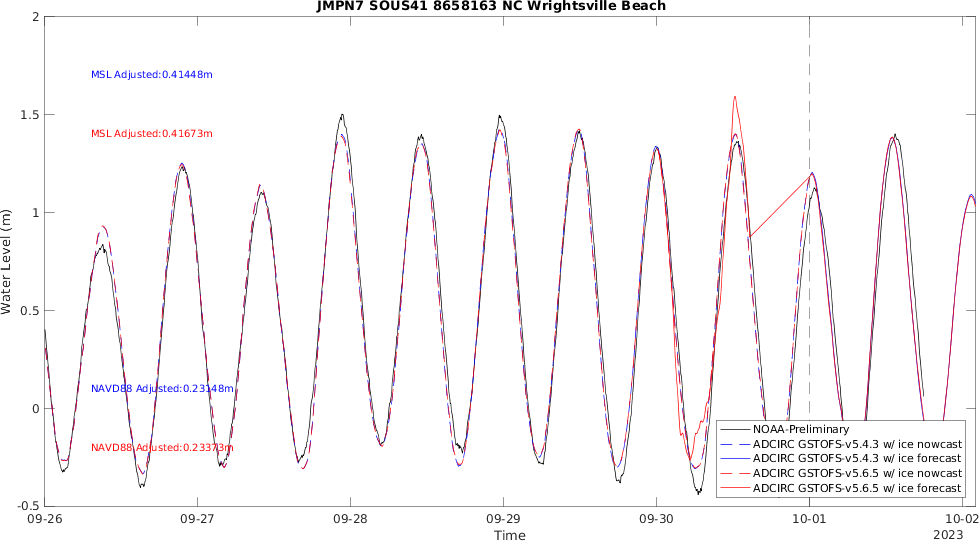 JMPN7 SOUS41 8658163 NC Wrightsville Beach
Water Level (m)
2
1.5
1
0.5
0
-0.5
MSL Adjusted:0.41448m
MSL Adjusted:0.41673m
NAVD88 Adjusted:0.23148m
NAVD88 Adjusted:0.23373m
NOAA-Preliminary
ADCIRC GSTOFS-v5.4.3 w/ ice nowcast
ADCIRC GSTOFS-v5.4.3 w/ ice forecast
ADCIRC GSTOFS-v5.6.5 w/ ice nowcast
ADCIRC GSTOFS-v5.6.5 w/ ice forecast
09-26 09-27 09-28 09-29 09-30 10-01 10-02
Time
2023